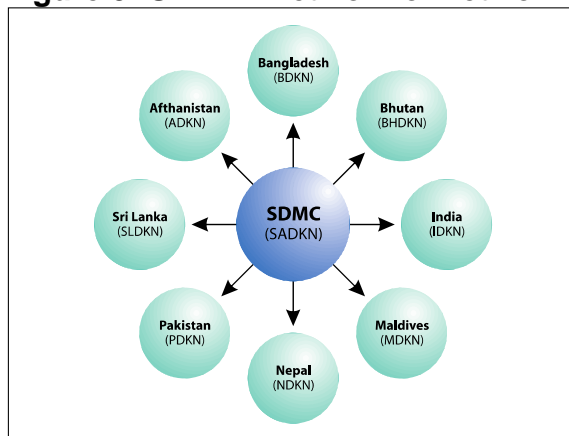 Bangladesh
(BDKN)
Afthanistan
(ADKN)
Bhutan
(BHDKN)
Sri Lanka
(SLDKN)
SDMC
(SADKN)
India
(IDKN)
Pakistan
(PDKN)
Maldives
(MDKN)
Nepal
(NDKN)